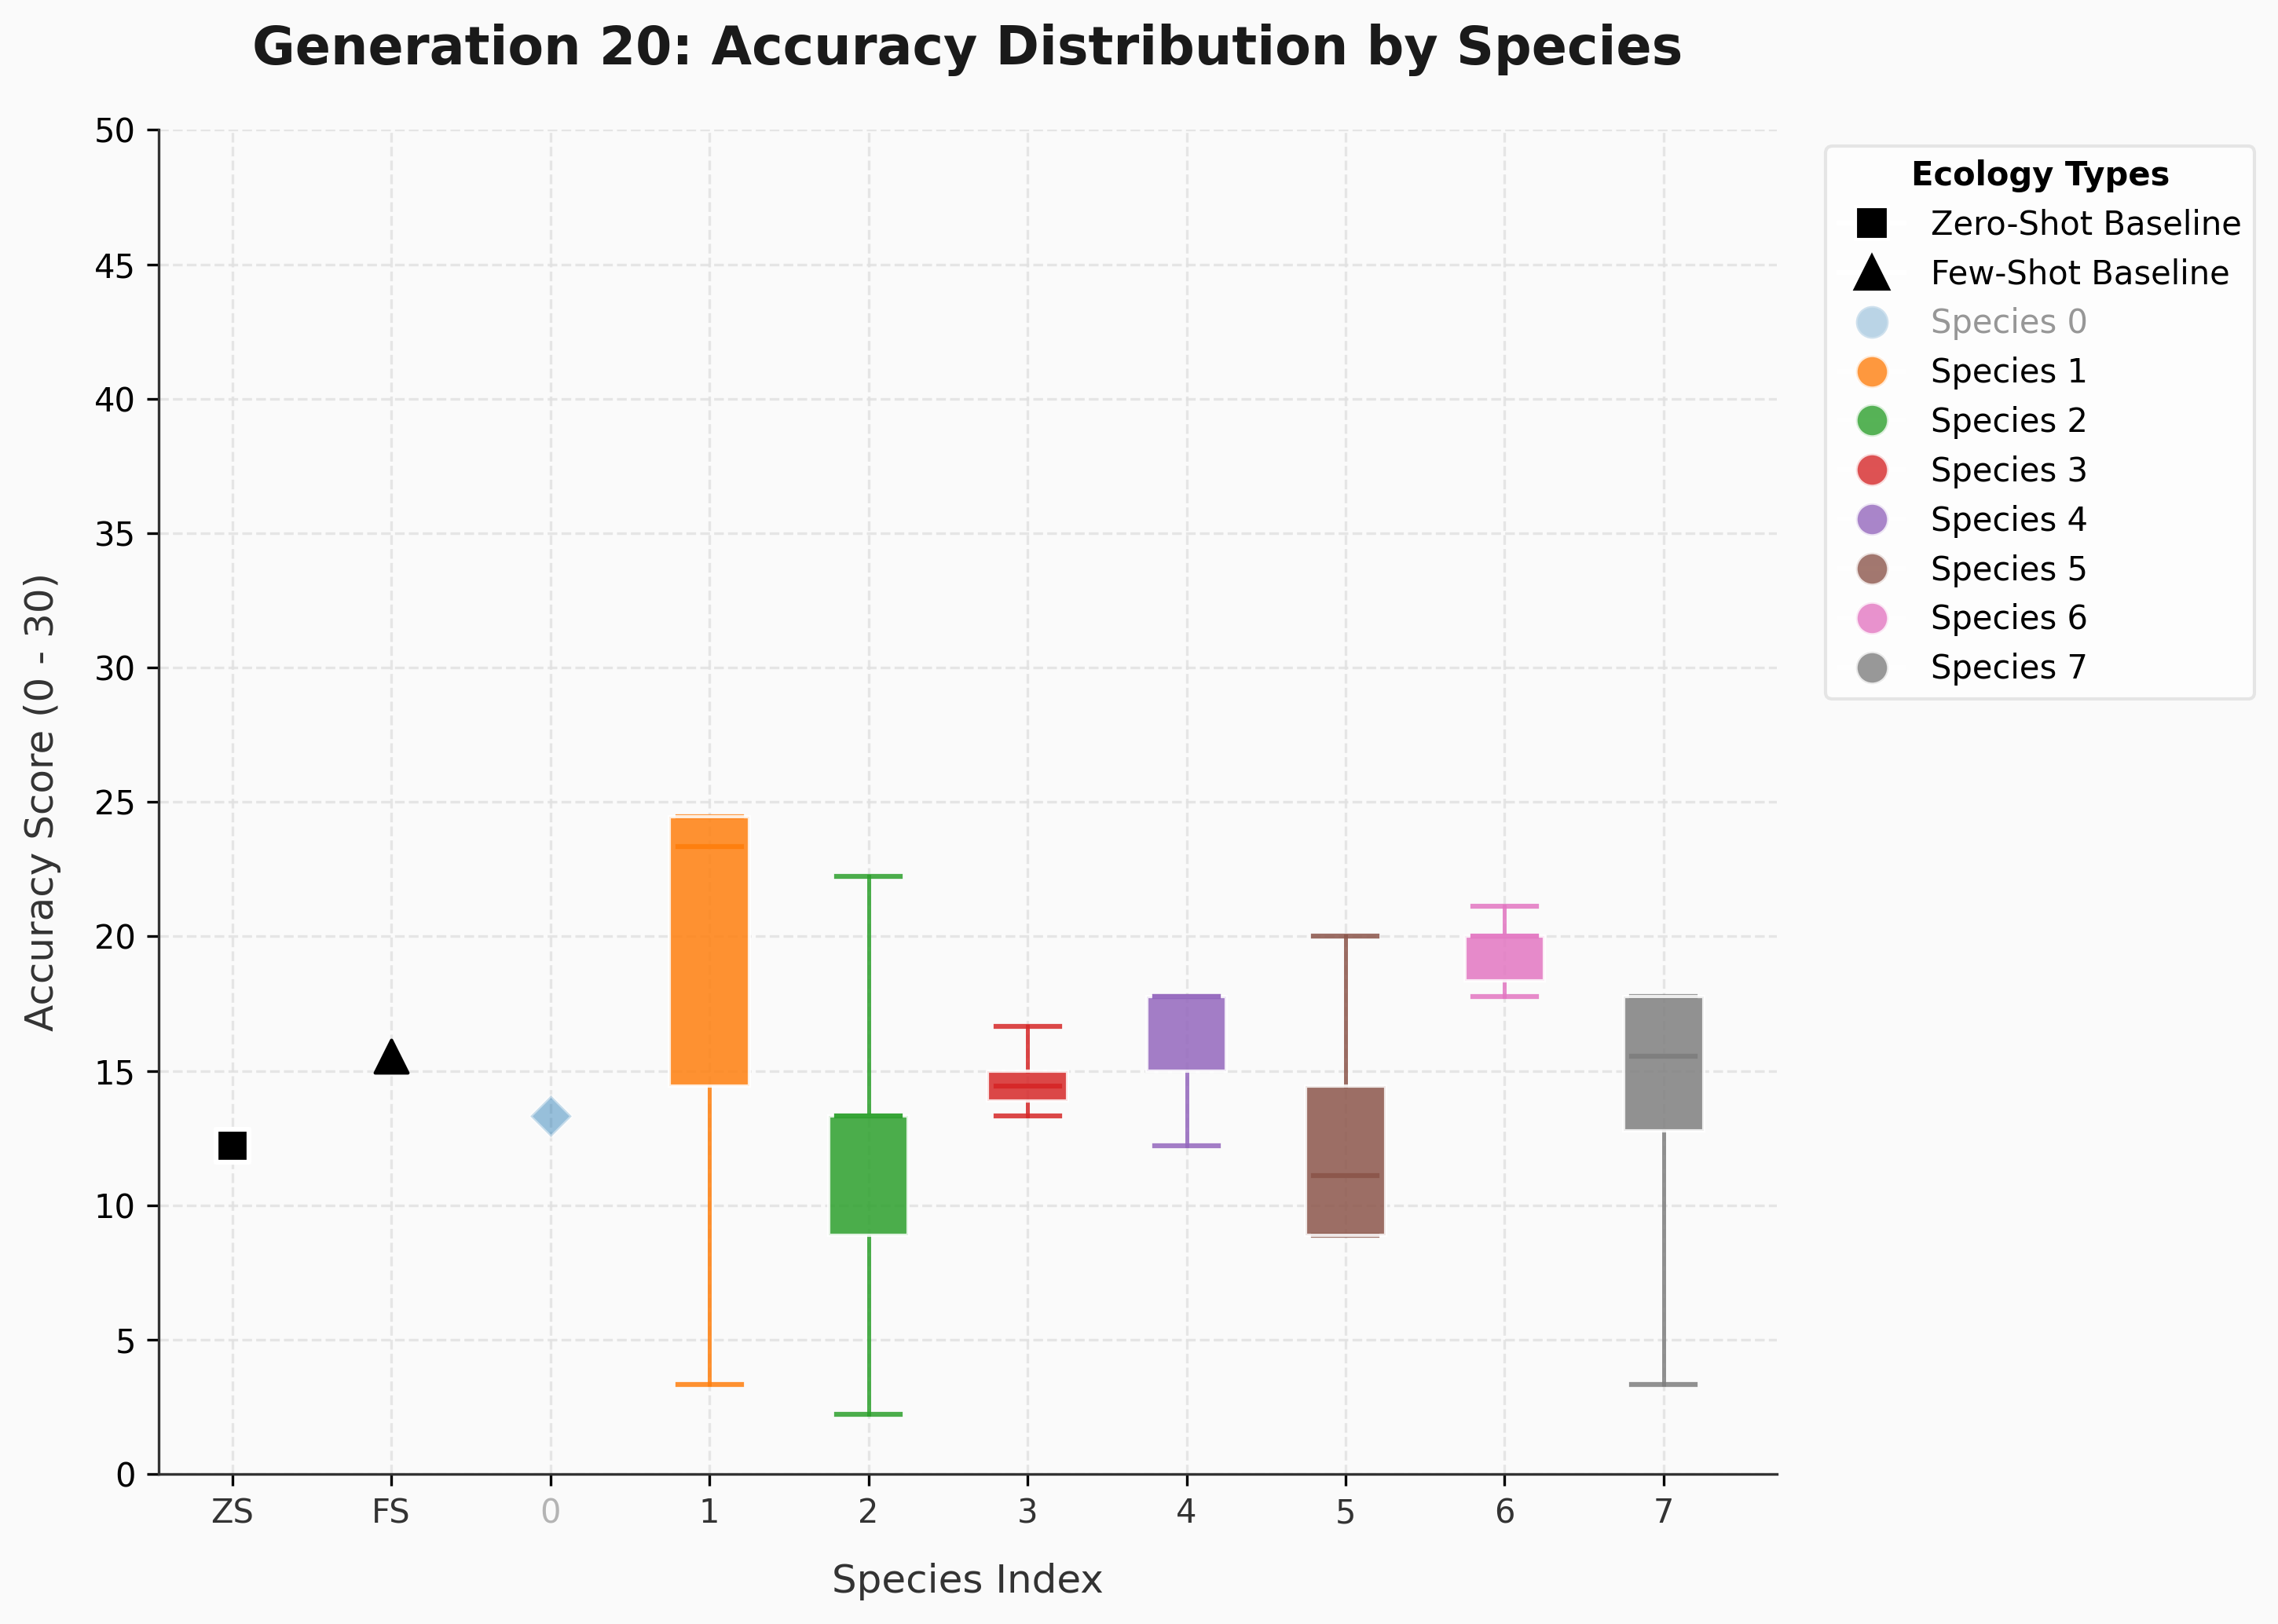 Generation 20: Accuracy Distribution by Species
50
45
40
35
30
25
20
15
10
5
0
Accuracy Score (0 - 30)
ZS FS 0 1 2 3 4 5 6 7
Species Index
Ecology Types
Zero-Shot Baseline
Few-Shot Baseline
Species 0
Species 1
Species 2
Species 3
Species 4
Species 5
Species 6
Species 7